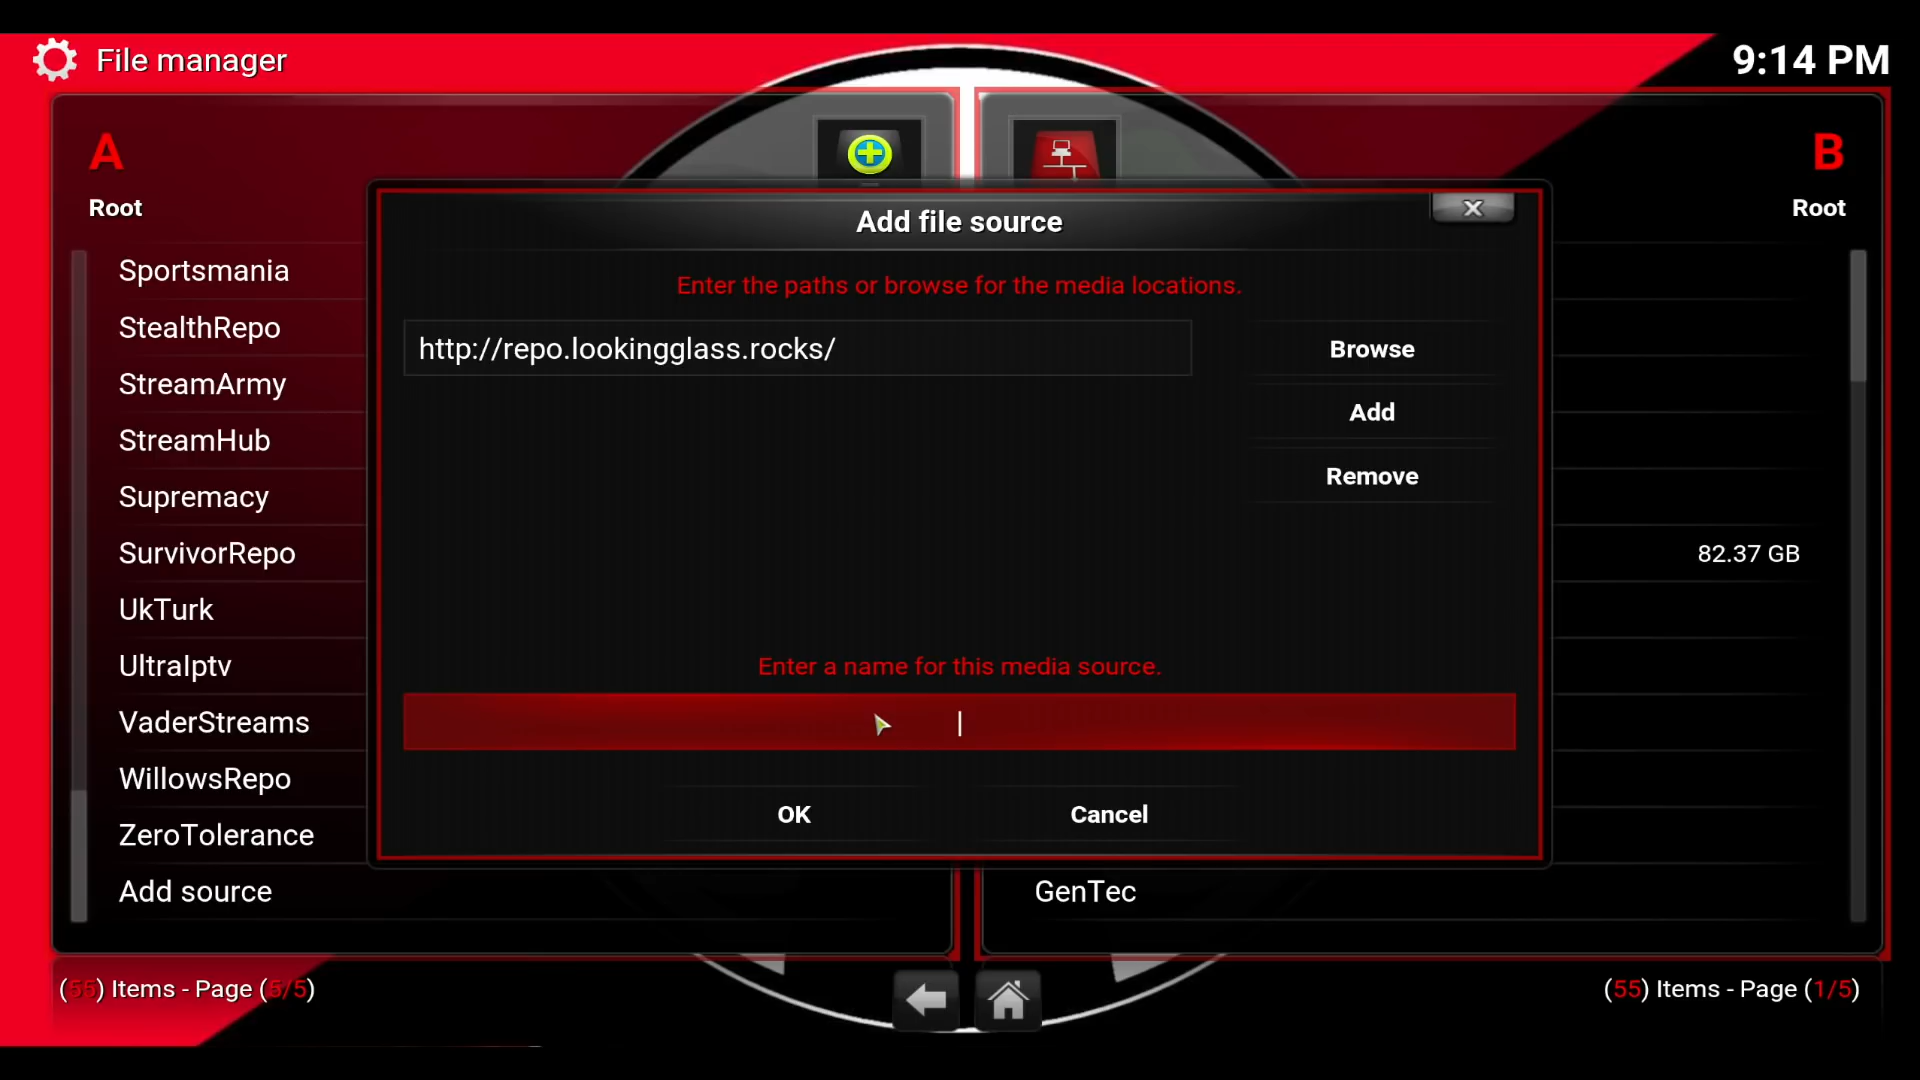 File manager
9:14 PM
A
B
Root
Root
Sportsmania
StealthRepo
StreamArmy
StreamHub
Supremacy
SurvivorRepo
UkTurk
UltraIptv
VaderStreams
WillowsRepo
ZeroTolerance
Add source
Add file source
X
Enter the paths or browse for the media locations.
http://repo.lookingglass.rocks/
Browse
Add
Remove
Enter a name for this media source.
OK
Cancel
82.37 GB
GenTec
(55) Items - Page (5/5)
(55) Items - Page (1/5)